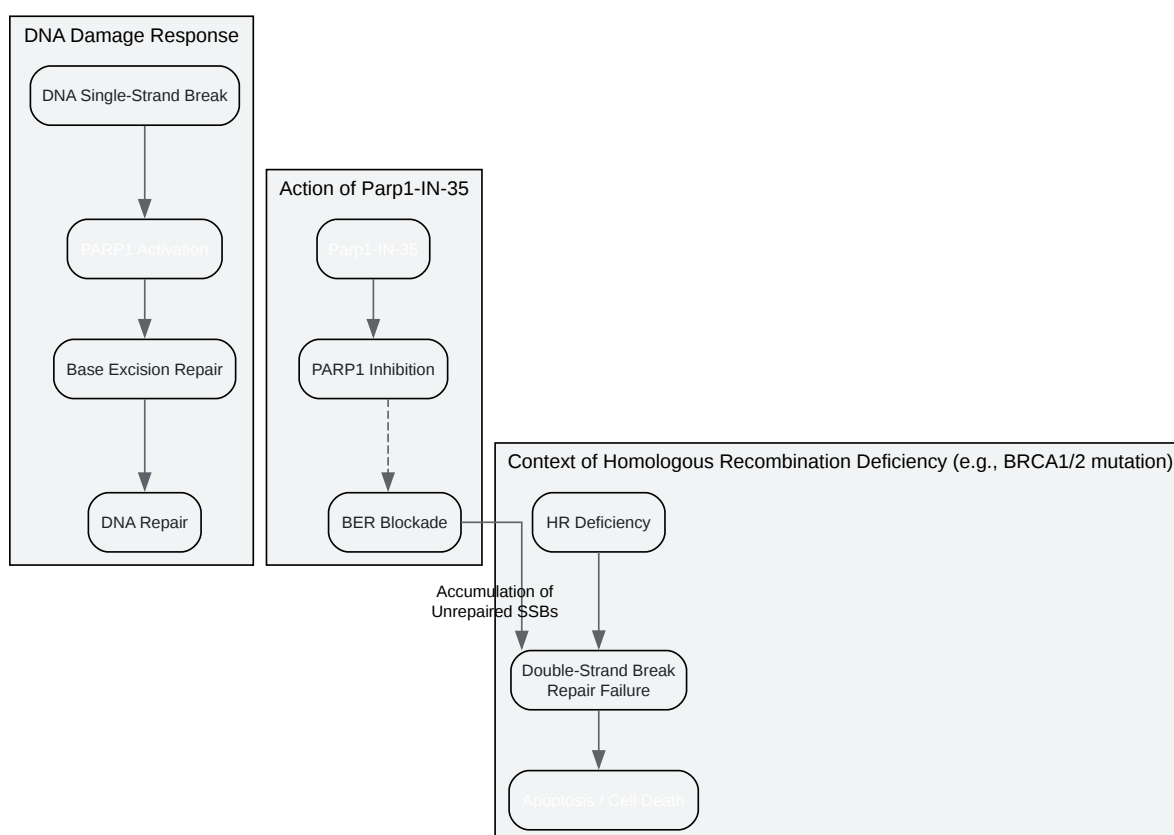 DNA Damage Response
DNA Single-Strand Break
PARP1 Activation
Base Excision Repair
DNA Repair
Action of Parp1-IN-35
Parp1-IN-35
PARP1 Inhibition
BER Blockade
Accumulation of
Unrepaired SSBs
Context of Homologous Recombination Deficiency (e.g., BRCA1/2 mutation)
HR Deficiency
Double-Strand Break
Repair Failure
Apoptosis / Cell Death